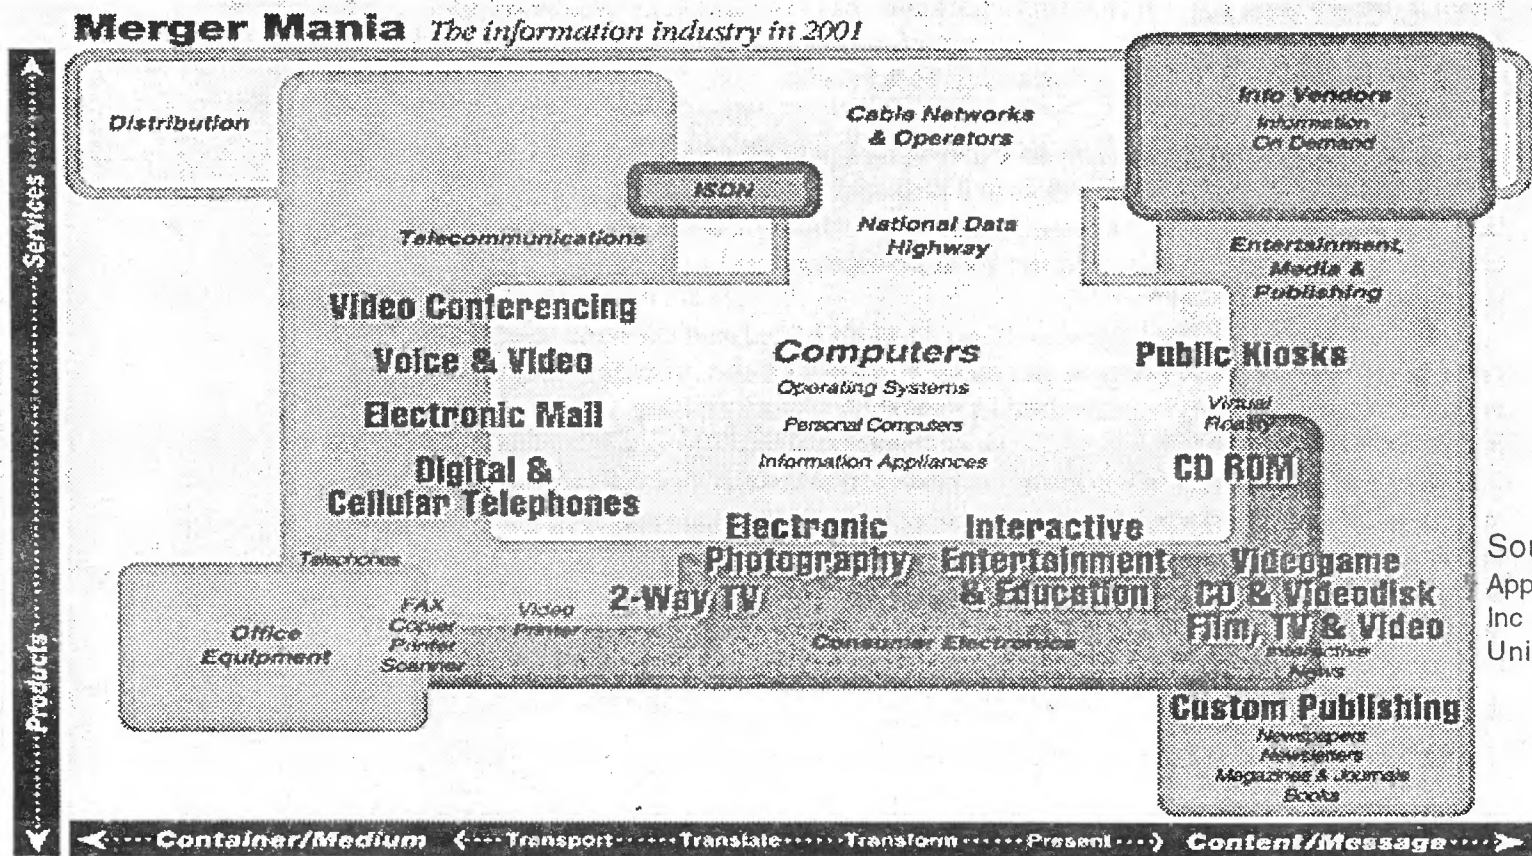 Merger Mania The information industry in 2001
Services
Products
Distribution
Cable Networks
& Operators
Info Vendors
Information
On Demand
ISDN
Telecommunications
National Data
Highway
Entertainment,
Media &
Publishing
Video Conferencing
Voice & Video
Electronic Mail
Digital &
Cellular Telephones
Computers
Operating Systems
Personal Computers
Information Appliances
Public Kiosks
Virtual
Reality
CD ROM
Electronic
Photography
Interactive
Entertainment
& Education
Videogame
CD & Videodisk
Film, TV & Video
Interactive
News
Telephones
2-Way TV
Video
Printer
FAX
Copier
Printer
Scanner
Office
Equipment
Consumer Electronics
Custom Publishing
Newspapers
Newsletters
Magazines & Journals
Books
Sou
App
Inc
Uni
Container/Medium Transport Translate Transform Present Content/Message